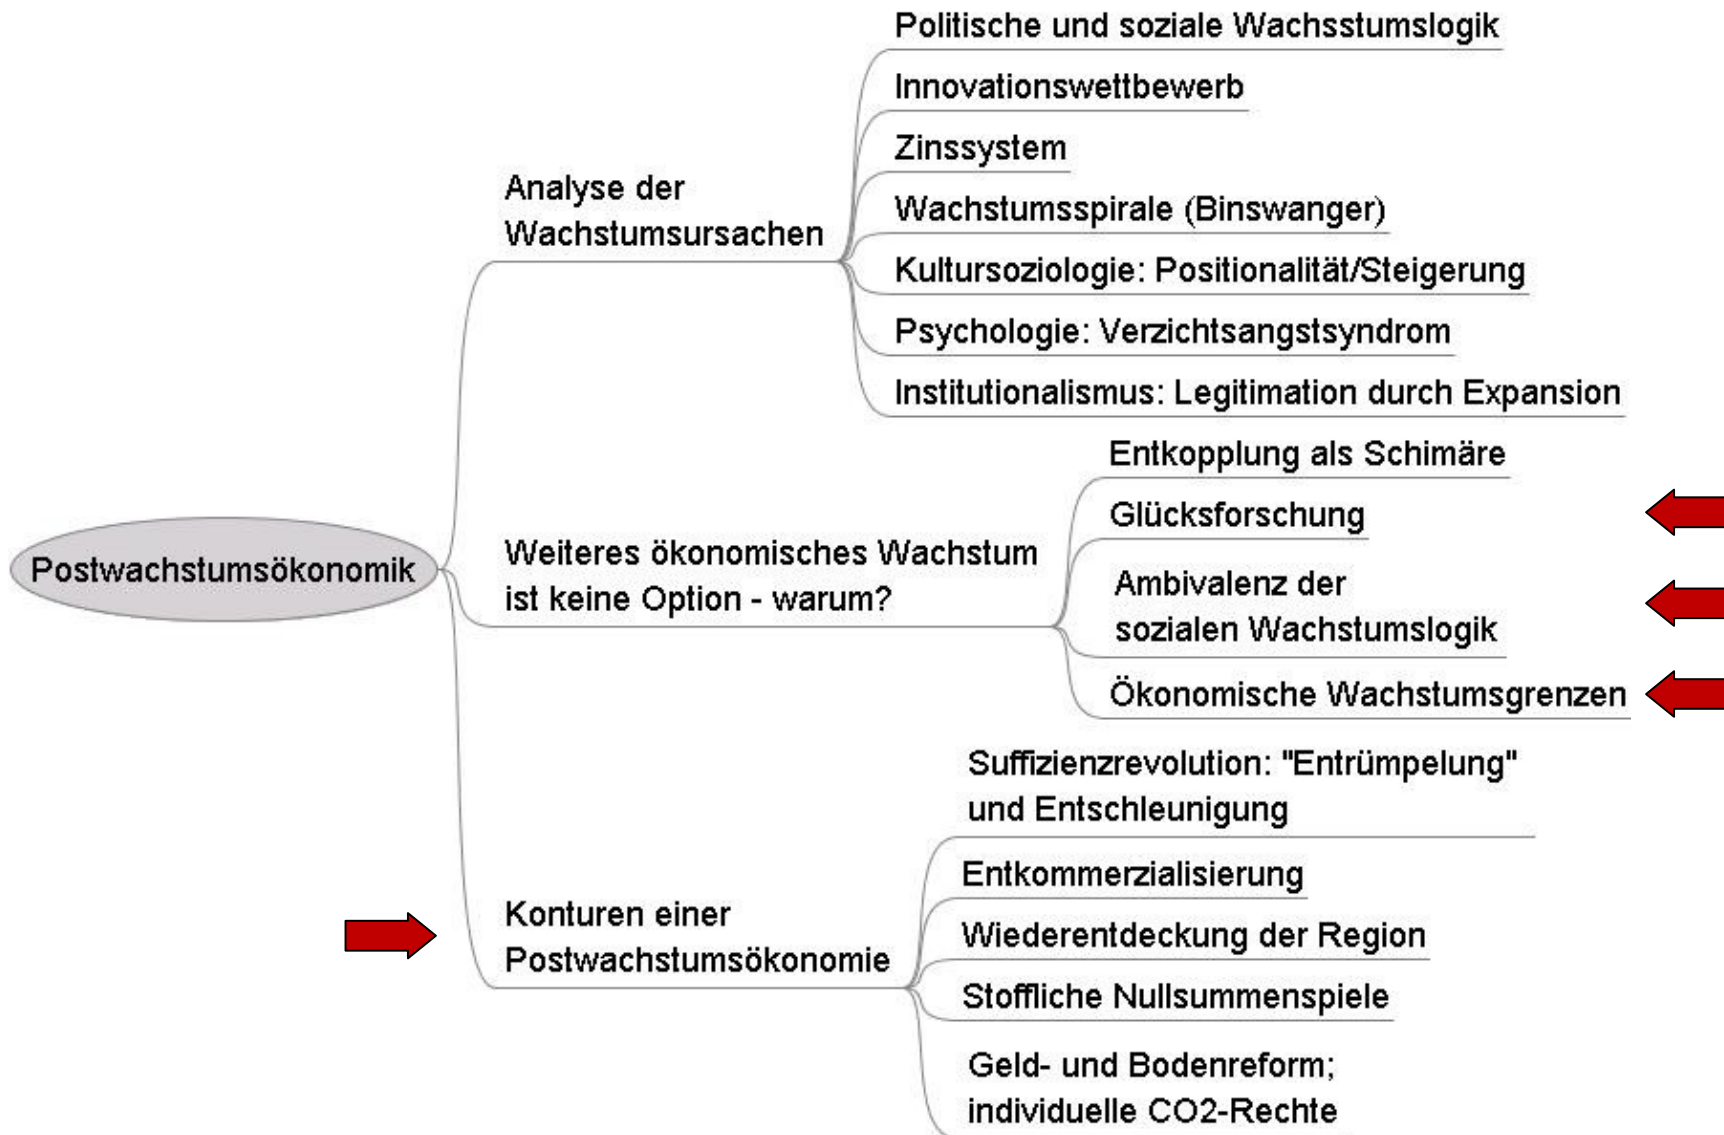 Politische und soziale Wachsstumslogik
Innovationswettbewerb
Zinssystem
Analyse der
Wachstumsursachen
Wachstumsspirale (Binswanger)
Kultursoziologie: Positionalität/Steigerung
Psychologie: Verzichtsangstsyndrom
Institutionalismus: Legitimation durch Expansion
Postwachstumsökonomik
Weiteres ökonomisches Wachstum
ist keine Option - warum?
Entkopplung als Schimäre
Glücksforschung
Ambivalenz der
sozialen Wachstumslogik
Ökonomische Wachstumsgrenzen
Konturen einer
Postwachstumsökonomie
Suffizienzrevolution: "Entrümpelung"
und Entschleunigung
Entkommerzialisierung
Wiederentdeckung der Region
Stoffliche Nullsummenspiele
Geld- und Bodenreform;
individuelle CO2-Rechte